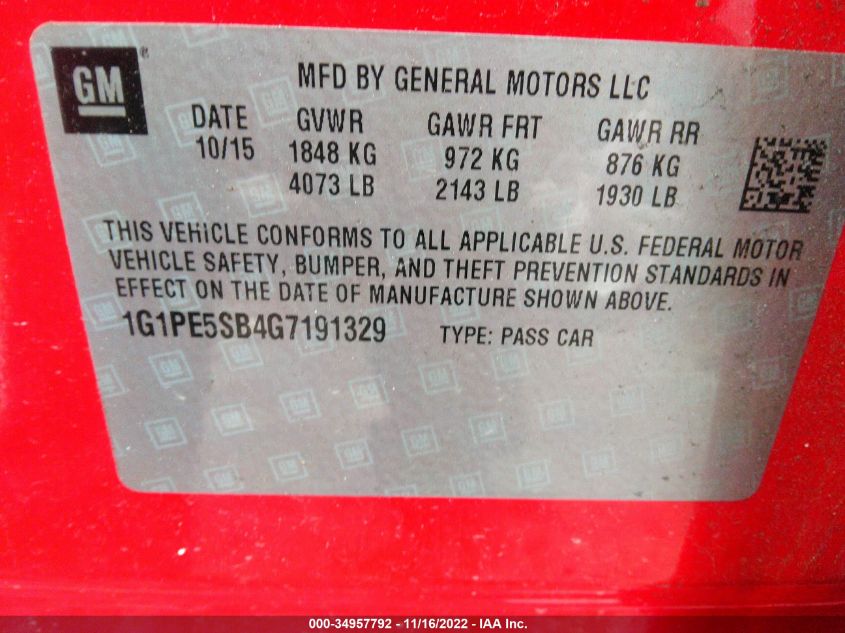 GM
MFD BY GENERAL MOTORS LLC
DATE GVWR GAWR FRT GAWR RR
10/15 1848 KG 972 KG 876 KG
4073 LB 2143 LB 1930 LB
THIS VEHICLE CONFORMS TO ALL APPLICABLE U.S. FEDERAL MOTOR
VEHICLE SAFETY, BUMPER, AND THEFT PREVENTION STANDARDS IN
EFFECT ON THE DATE OF MANUFACTURE SHOWN ABOVE.
1G1PE5SB4G7191329 TYPE: PASS CAR
000-34957792 - 11/16/2022 - IAA Inc.